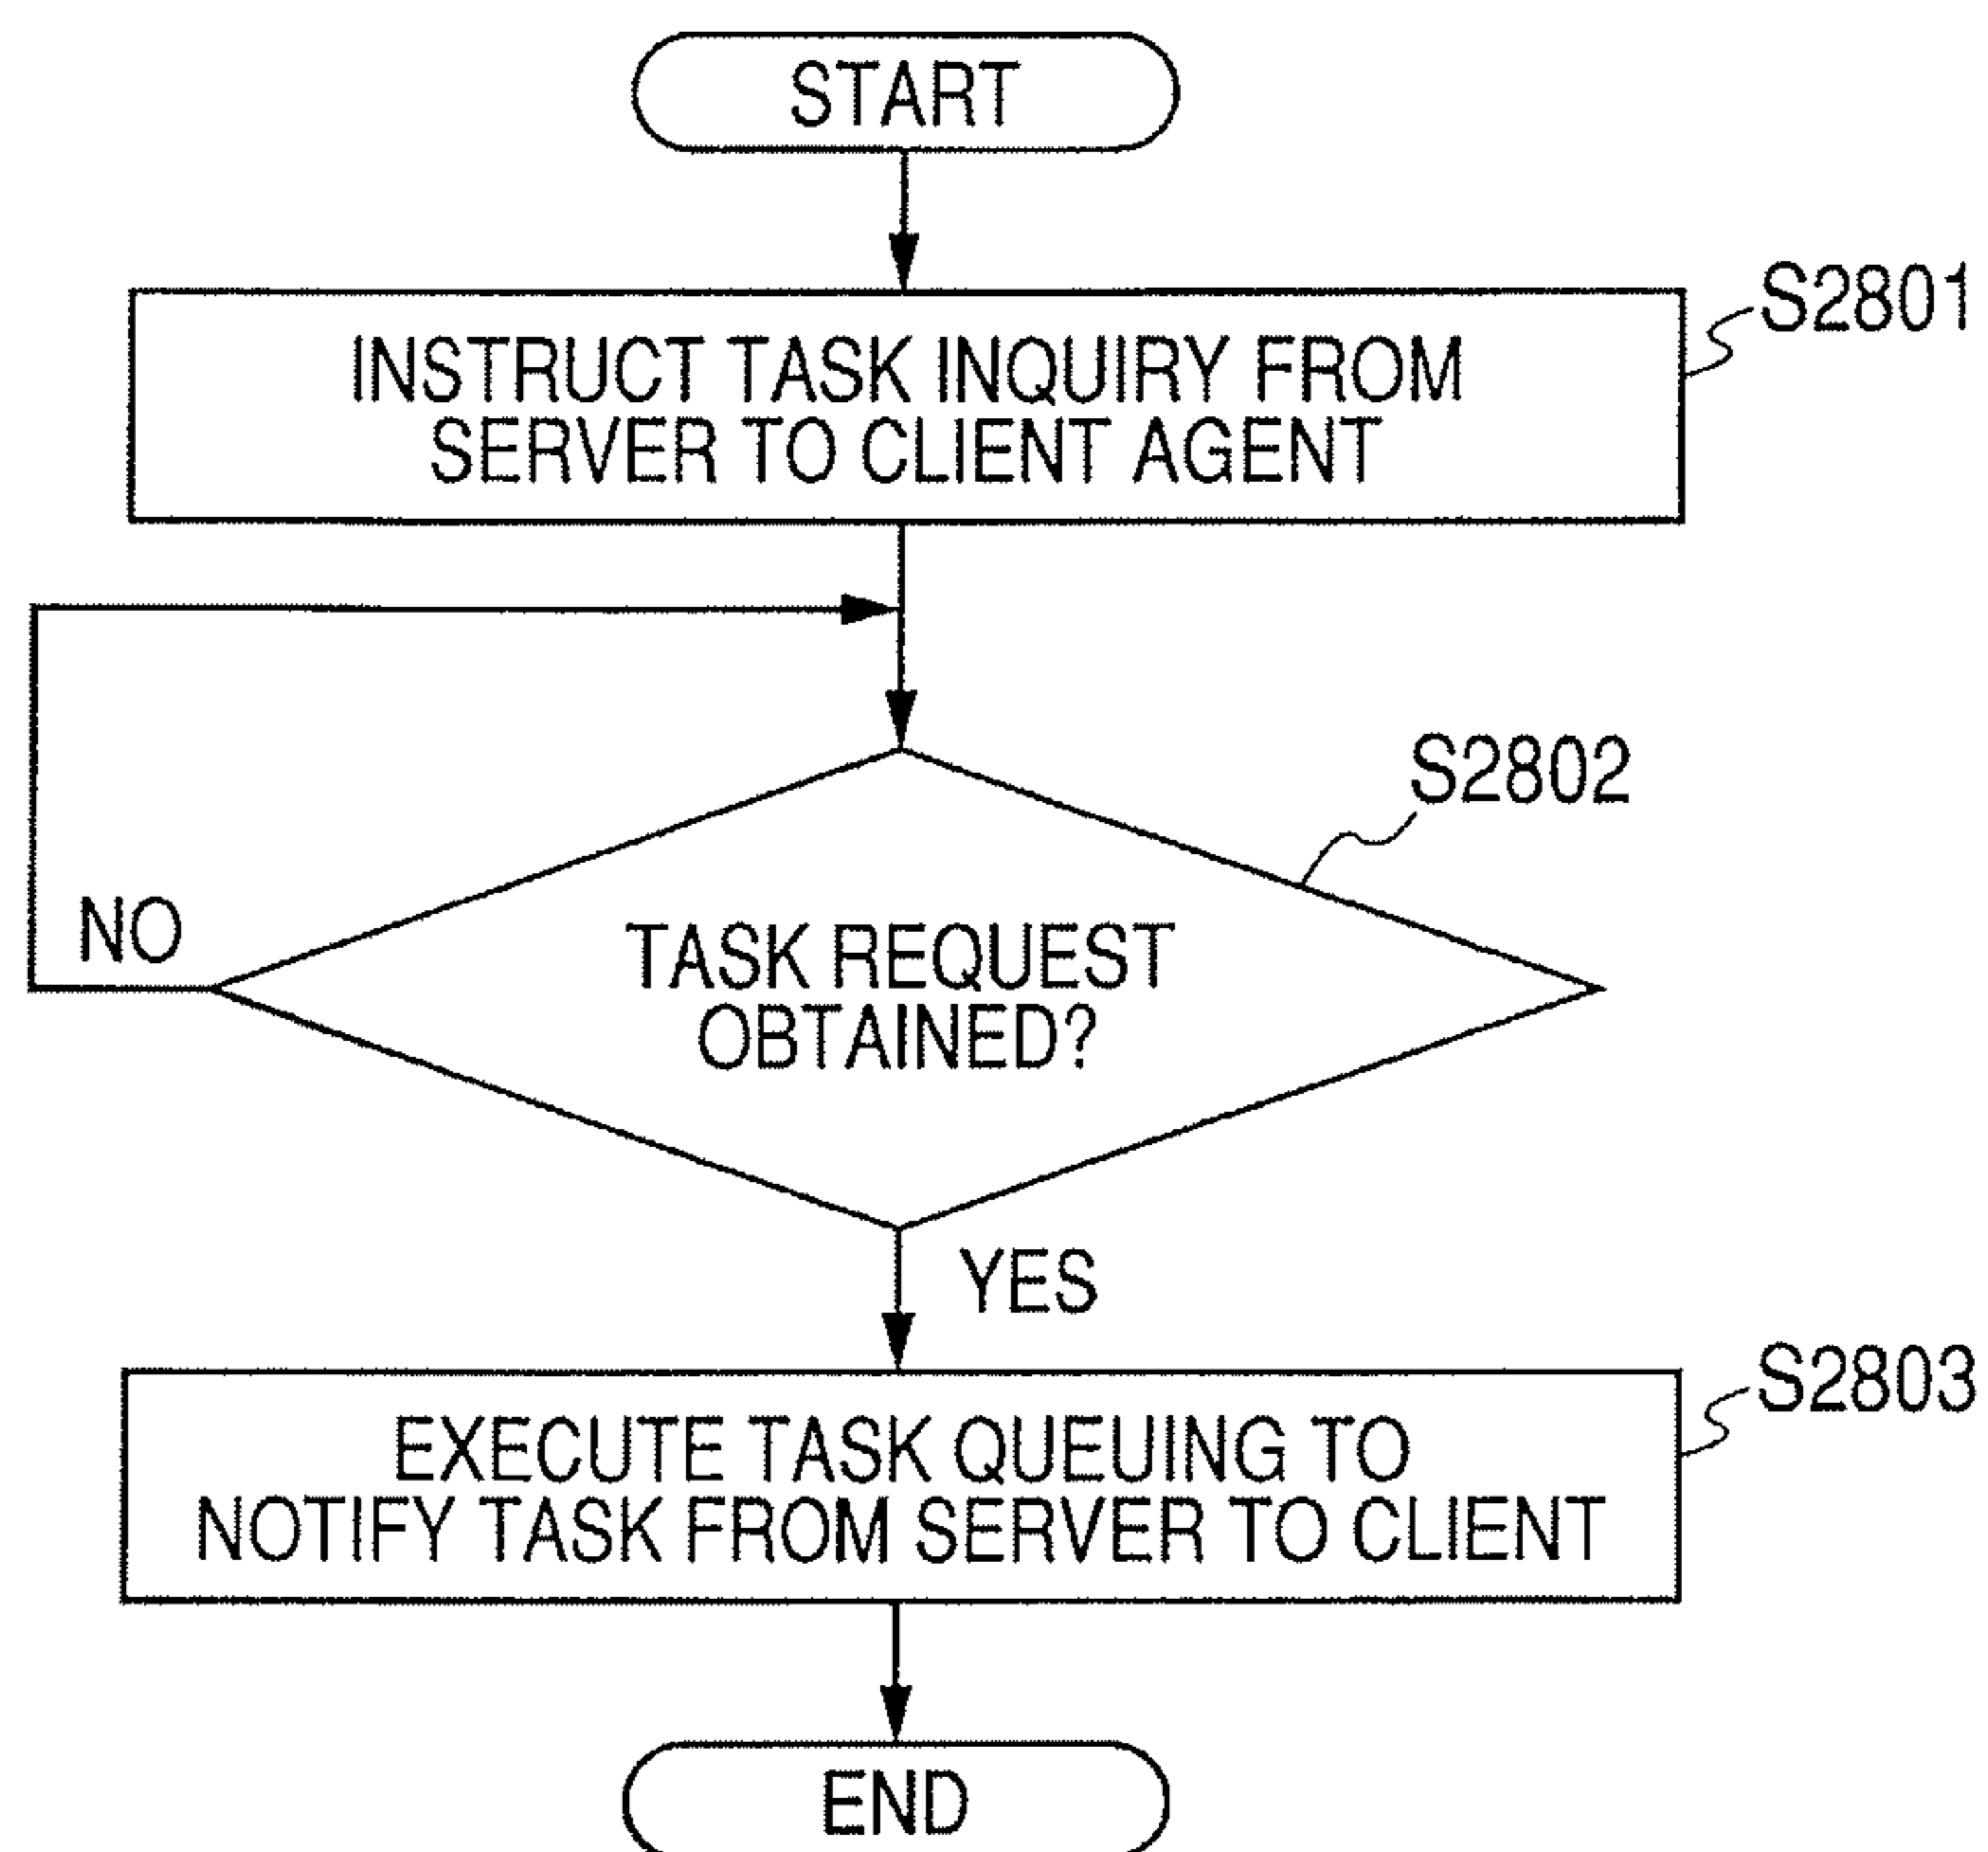 START
S2801
INSTRUCT TASK INQUIRY FROM
SERVER TO CLIENT AGENT
S2802
NO
TASK REQUEST
OBTAINED?
YES
S2803
EXECUTE TASK QUEUING TO
NOTIFY TASK FROM SERVER TO CLIENT
END